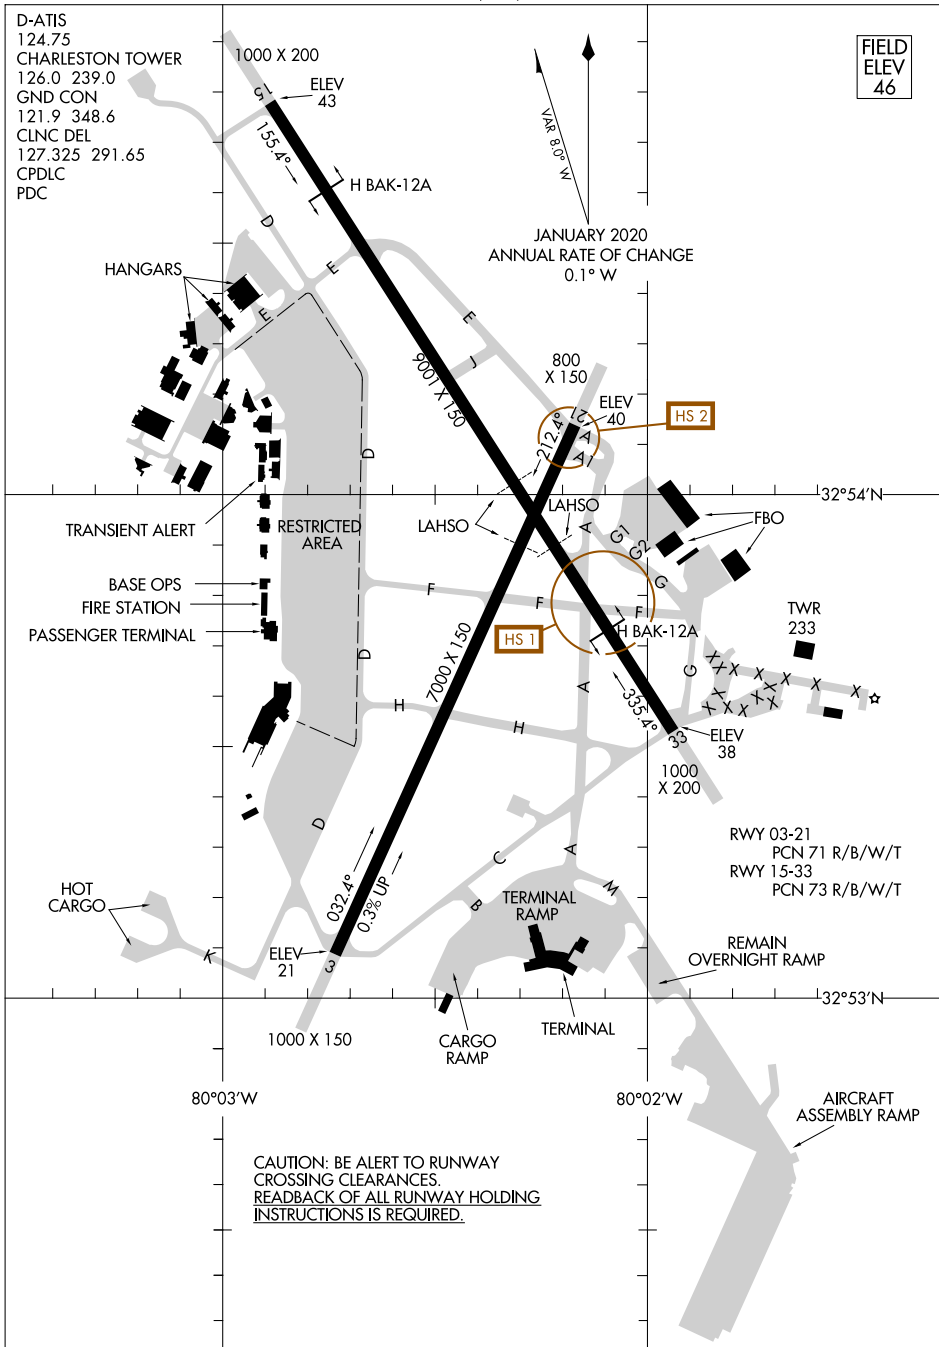 D-ATIS
124.75
CHARLESTON TOWER
126.0 239.0
GND CON
121.9 348.6
CLNC DEL
127.325 291.65
CPDLC
PDC
1000 X 200
15
ELEV
43
155.4°
H BAK-12A
VAR 8.0° W
JANUARY 2020
ANNUAL RATE OF CHANGE
0.1° W
FIELD
ELEV
46
D
E
HANGARS
E
E
J
9001 X 150
800
X 150
21
ELEV
40
HS 2
212.4°
A
A1
D
32°54'N
TRANSIENT ALERT
RESTRICTED
AREA
LAHSO
LAHSO
A
G1
G2
G
FBO
BASE OPS
FIRE STATION
PASSENGER TERMINAL
F
F
F
HS 1
H BAK-12A
TWR
233
D
7000 X 150
A
G
335.4°
X
X
X
X
X
X
X
X
X
X
X
X
X
H
H
33
ELEV
38
1000
X 200
RWY 03-21
PCN 71 R/B/W/T
RWY 15-33
PCN 73 R/B/W/T
D
032.4°
0.3% UP
C
A
B
M
HOT
CARGO
K
ELEV
21
3
1000 X 150
TERMINAL
RAMP
REMAIN
OVERNIGHT RAMP
32°53'N
CARGO
RAMP
TERMINAL
80°03'W
80°02'W
AIRCRAFT
ASSEMBLY RAMP
CAUTION: BE ALERT TO RUNWAY
CROSSING CLEARANCES.
READBACK OF ALL RUNWAY HOLDING
INSTRUCTIONS IS REQUIRED.